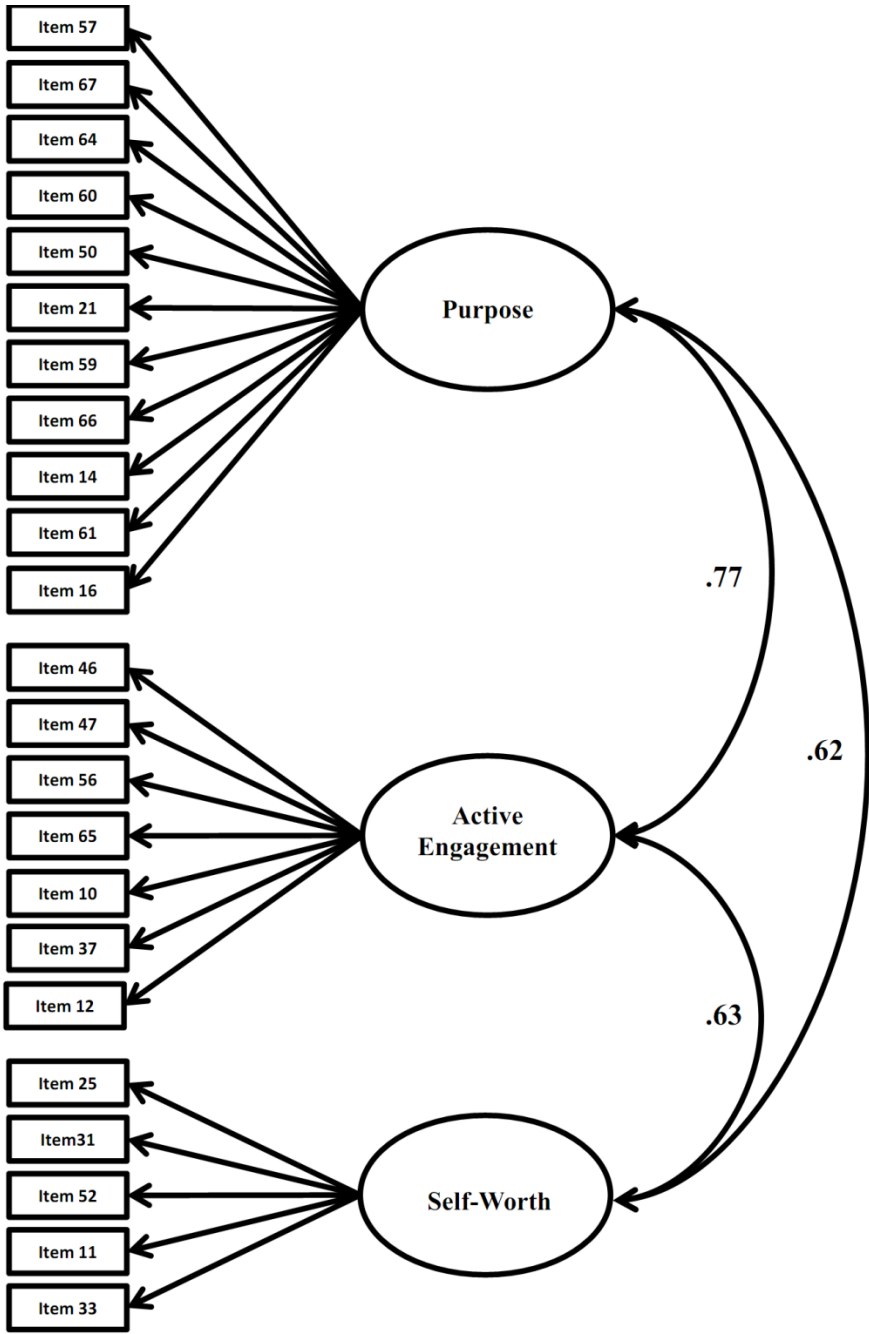 Item 57
Item 67
Item 64
Item 60
Item 50
Item 21
Item 59
Item 66
Item 14
Item 61
Item 16
Purpose
.77
.62
Item 46
Item 47
Item 56
Item 65
Item 10
Item 37
Item 12
Active
Engagement
.63
Item 25
Item31
Item 52
Item 11
Item 33
Self-Worth